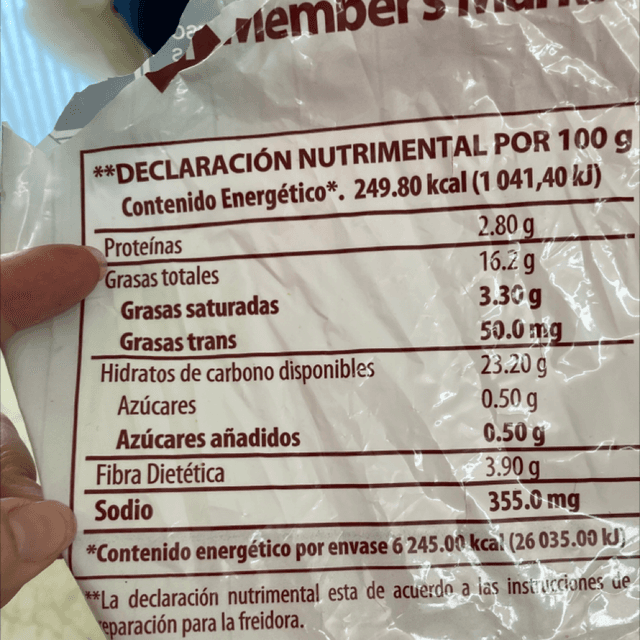 Member's
**DECLARACIÓN NUTRIMENTAL POR 100 g
Contenido Energético*. 249.80 kcal (1 041,40 kJ)
Proteínas 2.80 g
Grasas totales 16.2 g
Grasas saturadas 3.30 g
Grasas trans 50.0 mg
Hidratos de carbono disponibles 23.20 g
Azúcares 0.50 g
Azúcares añadidos 0.50 g
Fibra Dietética 3.90 g
Sodio 355.0 mg
*Contenido energético por envase 6 245.00 kcal (26 035.00 kJ)
**La declaración nutrimental esta de acuerdo a las instrucciones de
reparación para la freidora.